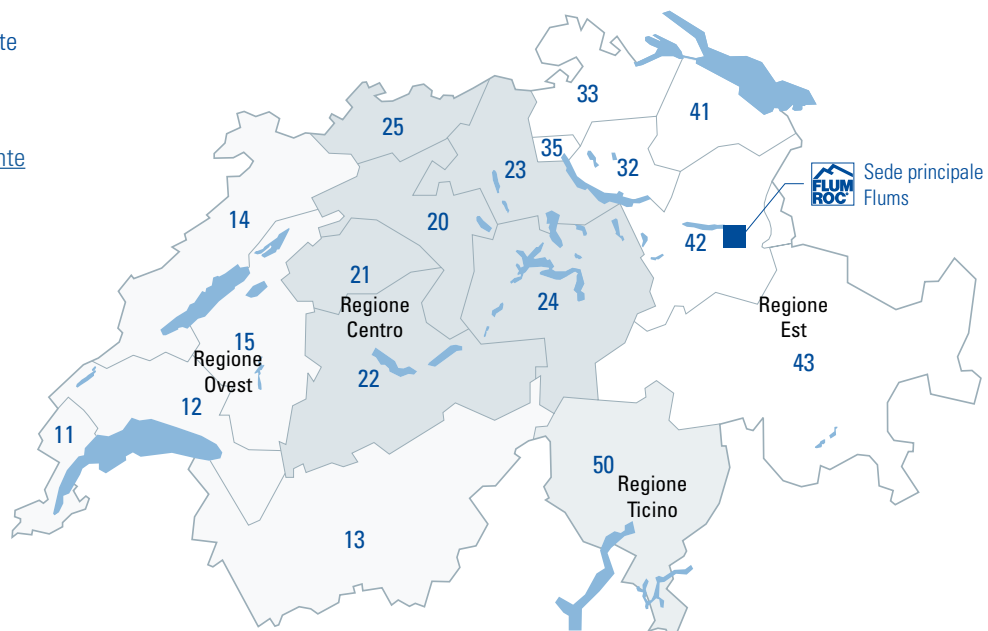 te
nte
33
41
25
35
32
23
FLUM
ROC®
Sede principale
Flums
14
20
42
21
Regione
Centro
24
Regione
Est
15
Regione
Ovest
43
22
12
11
50
Regione
Ticino
13